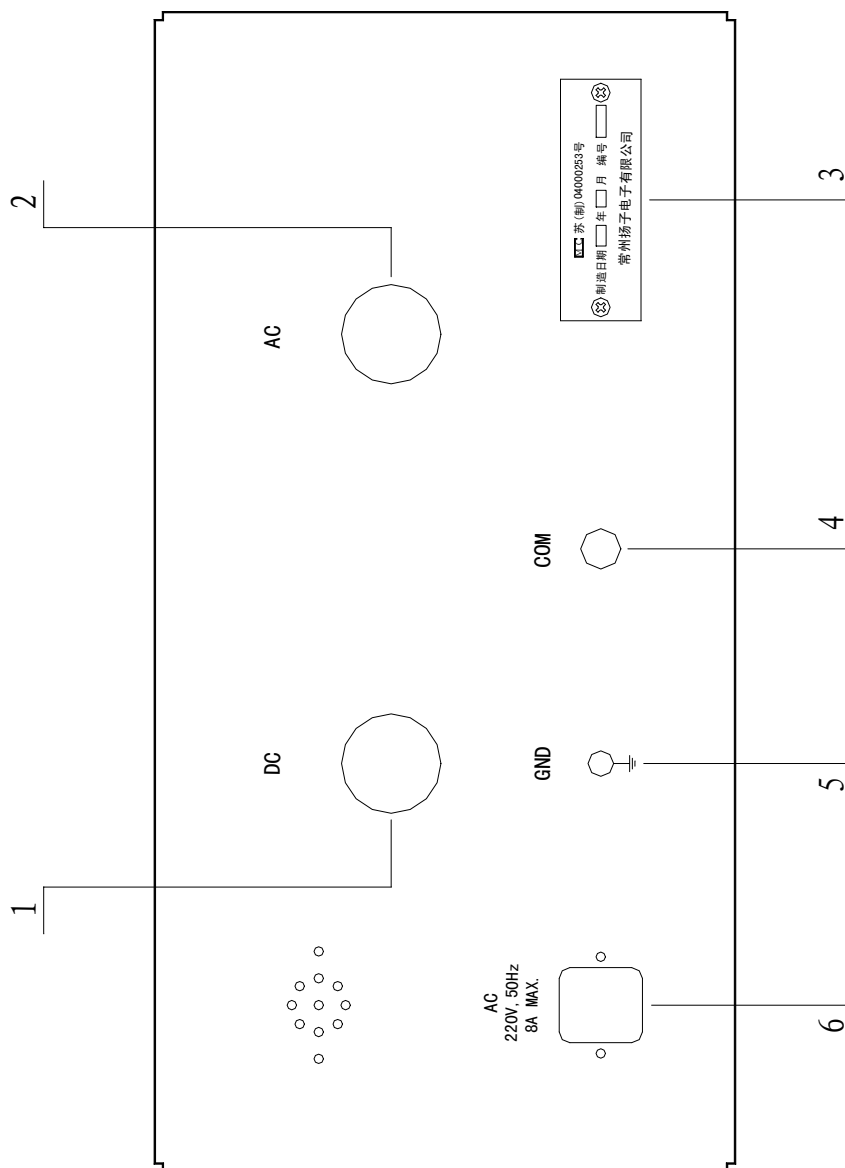 1
2
DC
AC
AC
220V, 50Hz
8A MAX.
GND
COM
MC 苏(制)04000253号
制造日期 年 月 编号
常州扬子电子有限公司
6
5
4
3